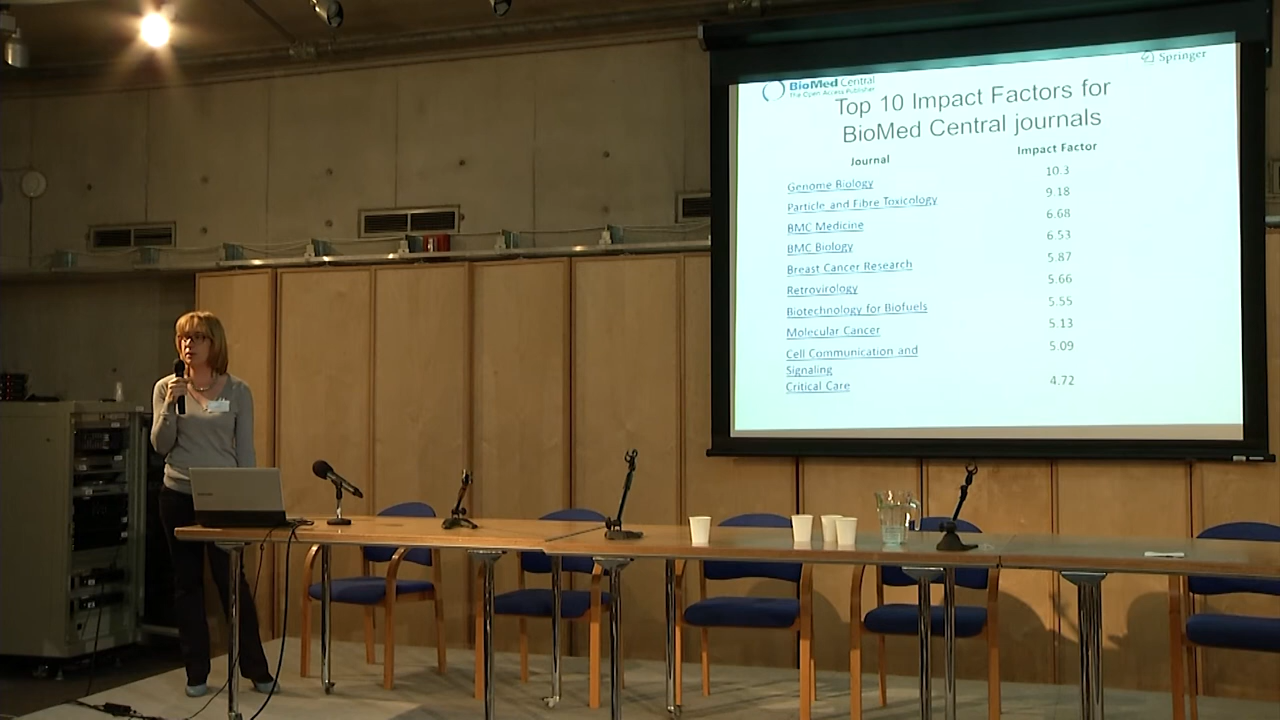 BioMed Central
The Open Access Publisher
Springer
Top 10 Impact Factors for
BioMed Central journals
Journal Impact Factor
Genome Biology 10.3
Particle and Fibre Toxicology 9.18
BMC Medicine 6.68
BMC Biology 6.53
Breast Cancer Research 5.87
Retrovirology 5.66
Biotechnology for Biofuels 5.55
Molecular Cancer 5.13
Cell Communication and 5.09
Signaling
Critical Care 4.72